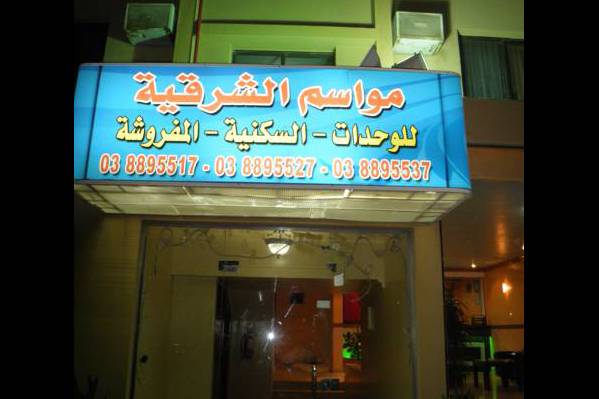 مواسم الشرقية
للوحدات - السكنية - المفروشة
03 8895517 - 03 8895527 - 03 8895537